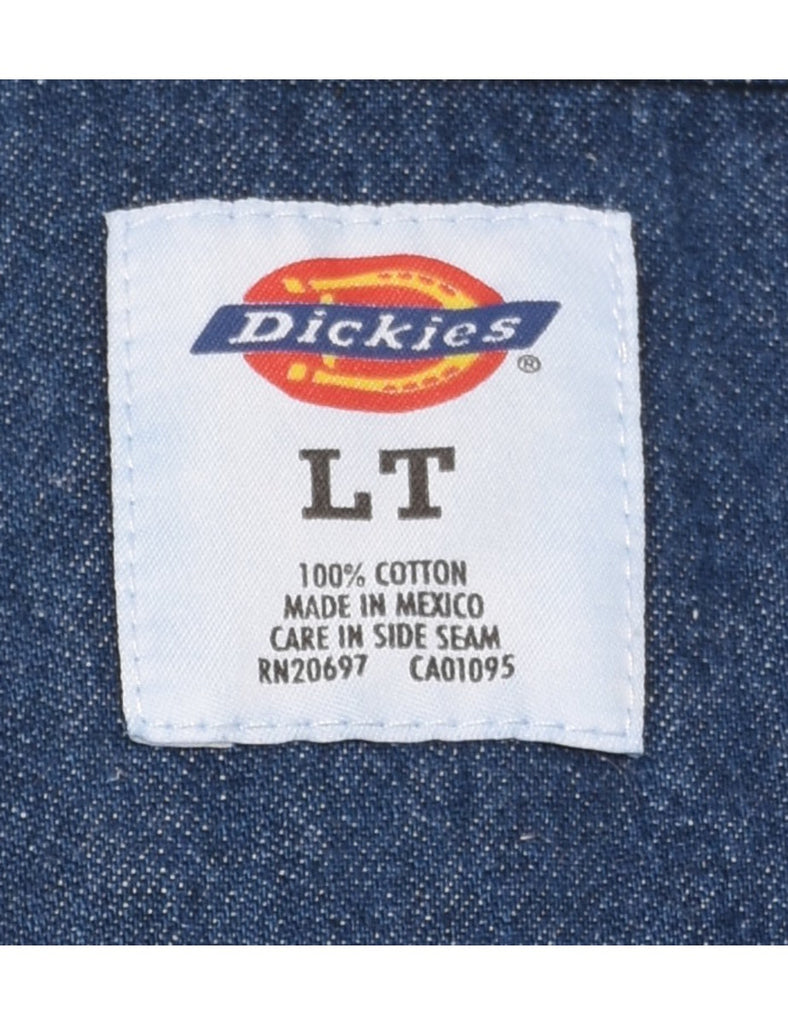 Dickies
®
LT
100% COTTON
MADE IN MEXICO
CARE IN SIDE SEAM
RN20697 CA01095